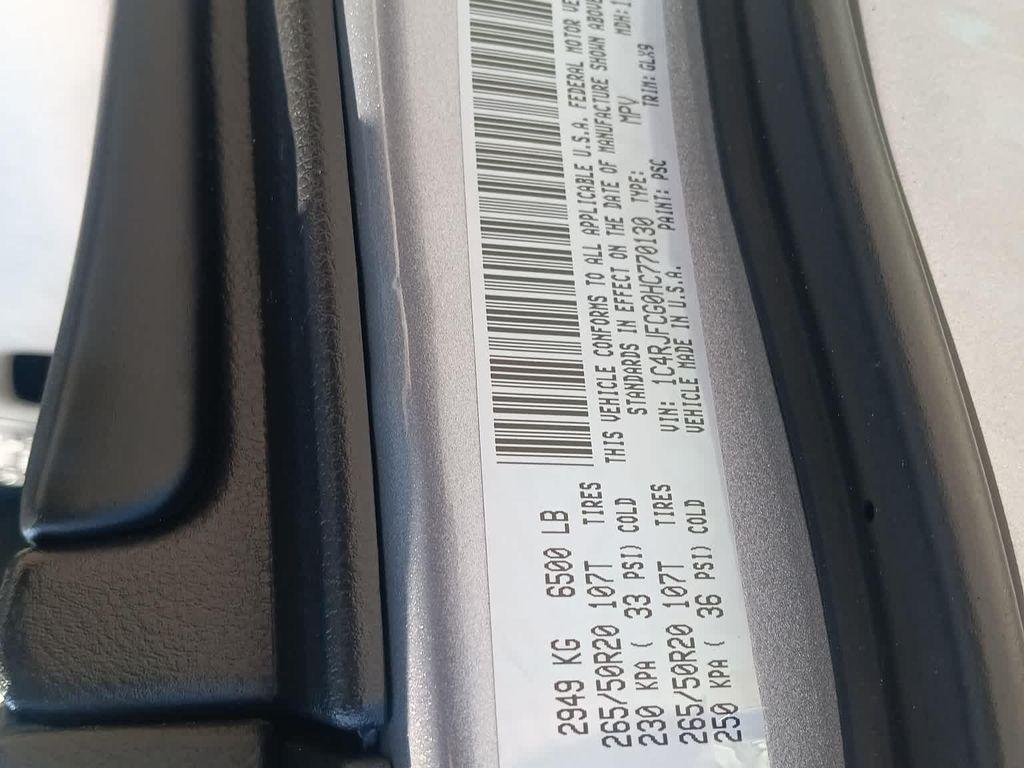 2949 KG 6500 LB
265/50R20 107T TIRES
230 KPA ( 33 PSI) COLD
265/50R20 107T TIRES
250 KPA ( 36 PSI) COLD
THIS VEHICLE CONFORMS TO ALL APPLICABLE U.S.A. FEDERAL MOTOR VE
STANDARDS IN EFFECT ON THE DATE OF MANUFACTURE SHOWN ABOVE
VIN: 1C4RJFCG0HC770130 TYPE: MPV MDH:1
VEHICLE MADE IN U.S.A. PAINT: PSC TRIM: GLX9